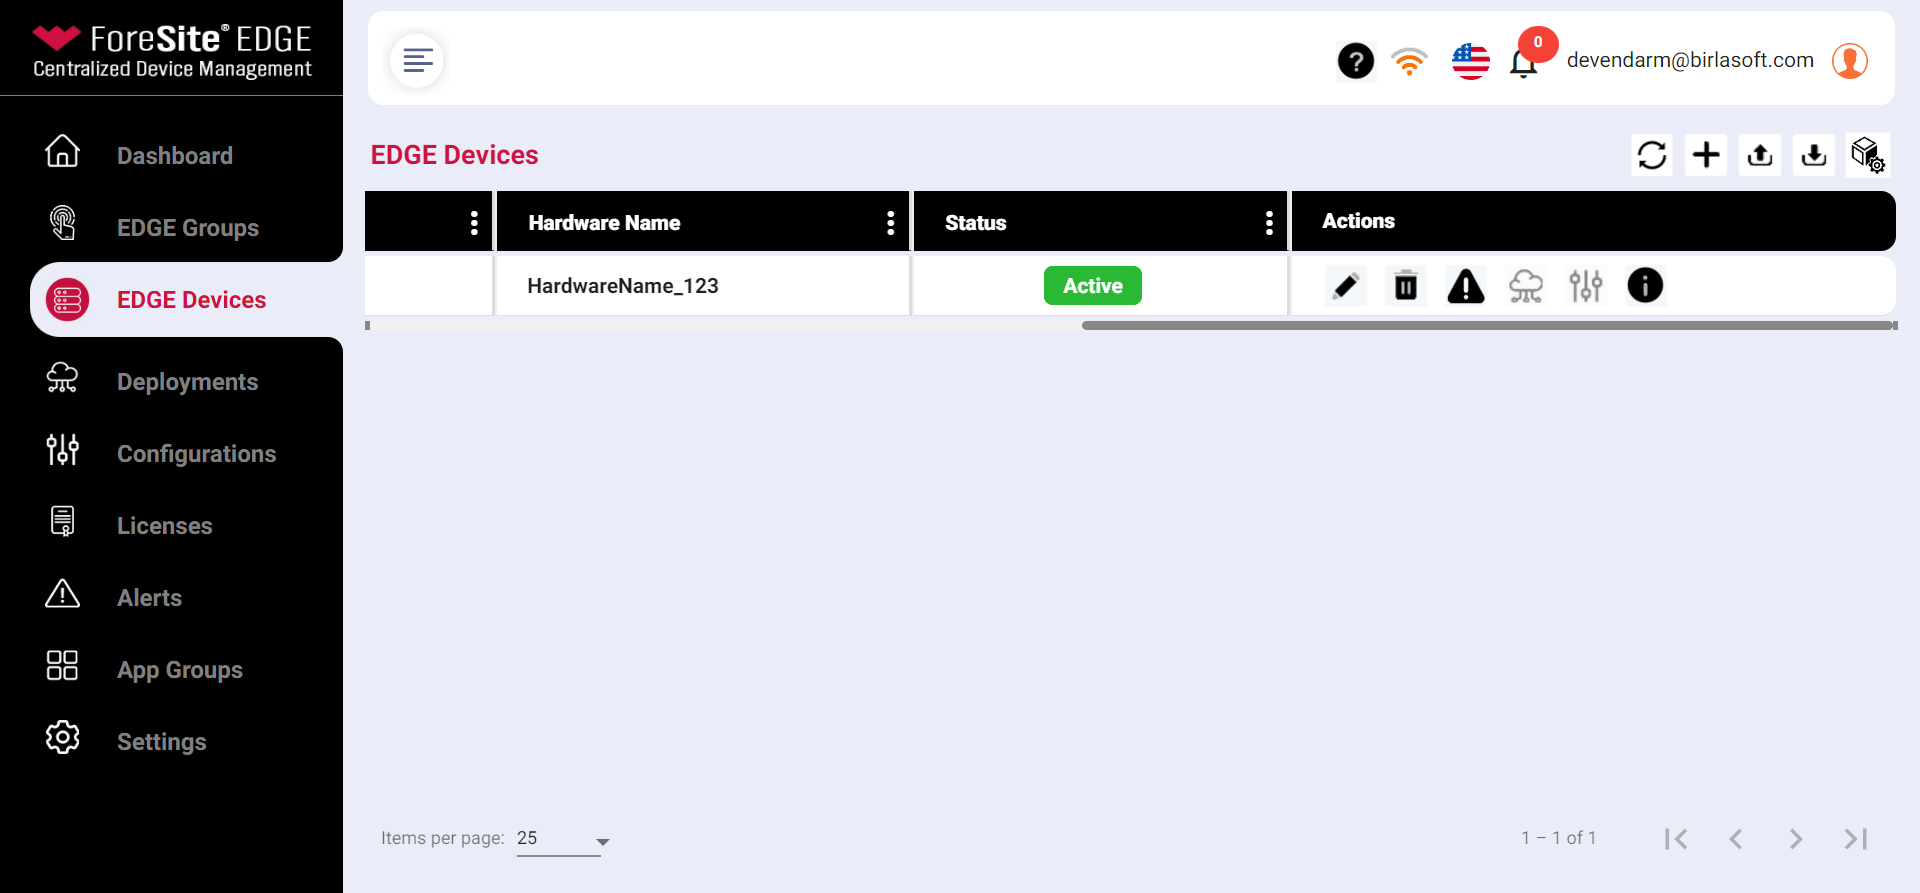 ForeSite® EDGE
Centralized Device Management
0
devendarm@birlasoft.com
Dashboard
EDGE Groups
EDGE Devices
Deployments
Configurations
Licenses
Alerts
App Groups
Settings
EDGE Devices
Hardware Name
Status
Actions
HardwareName_123
Active
Items per page: 25
1 – 1 of 1